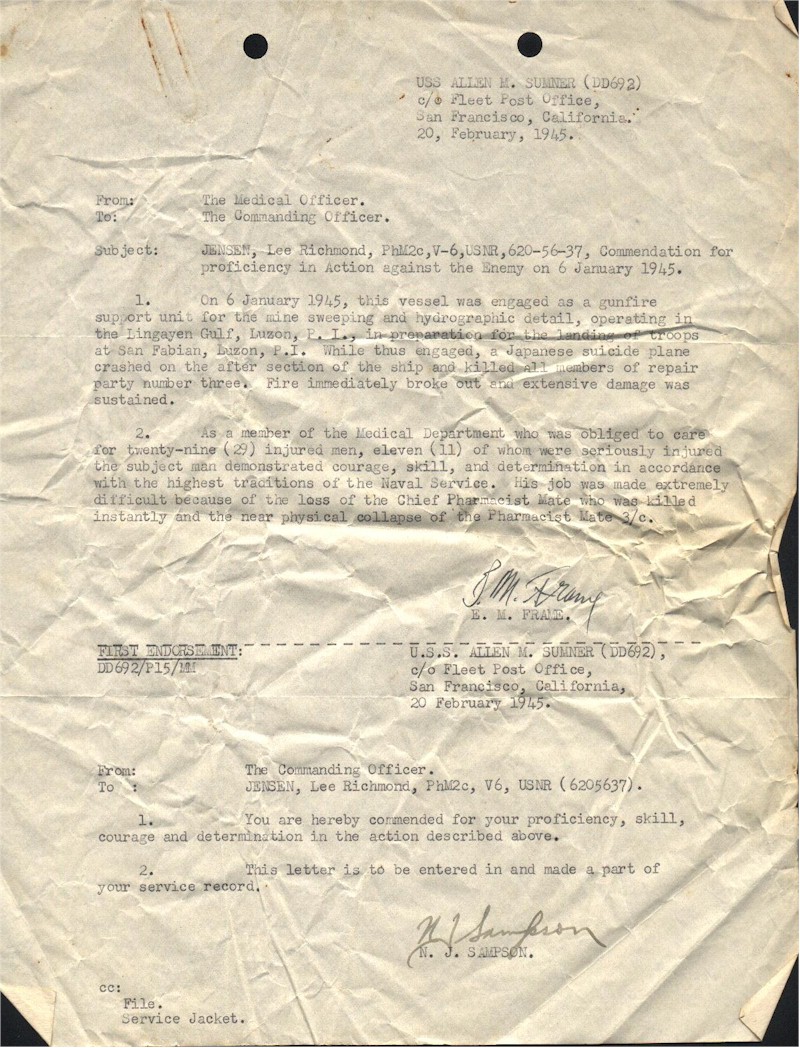 USS ALLEN M. SUMNER (DD692)
c/o Fleet Post Office,
San Francisco, California.
20, February, 1945.
From: The Medical Officer.
To: The Commanding Officer.
Subject: JENSEN, Lee Richmond, PhM2c,V-6,USNR,620-56-37, Commendation for
proficiency in Action against the Enemy on 6 January 1945.
1. On 6 January 1945, this vessel was engaged as a gunfire
support unit for the mine sweeping and hydrographic detail, operating in
the Lingayen Gulf, Luzon, P. I., in preparation for the landing of troops
at San Fabian, Luzon, P.I. While thus engaged, a Japanese suicide plane
crashed on the after section of the ship and killed all members of repair
party number three. Fire immediately broke out and extensive damage was
sustained.
2. As a member of the Medical Department who was obliged to care
for twenty-nine (29) injured men, eleven (11) of whom were seriously injured
the subject man demonstrated courage, skill, and determination in accordance
with the highest traditions of the Naval Service. His job was made extremely
difficult because of the loss of the Chief Pharmacist Mate who was killed
instantly and the near physical collapse of the Pharmacist Mate 3/c.
E. M. Frame
E. M. FRAME.
FIRST ENDORSEMENT: U.S.S. ALLEN M. SUMNER (DD692),
DD692/P15/MM c/o Fleet Post Office,
San Francisco, California,
20 February 1945.
From: The Commanding Officer.
To : JENSEN, Lee Richmond, PhM2c, V6, USNR (6205637).
1. You are hereby commended for your proficiency, skill,
courage and determination in the action described above.
2. This letter is to be entered in and made a part of
your service record.
N J Sampson
N. J. SAMPSON.
cc:
File.
Service Jacket.